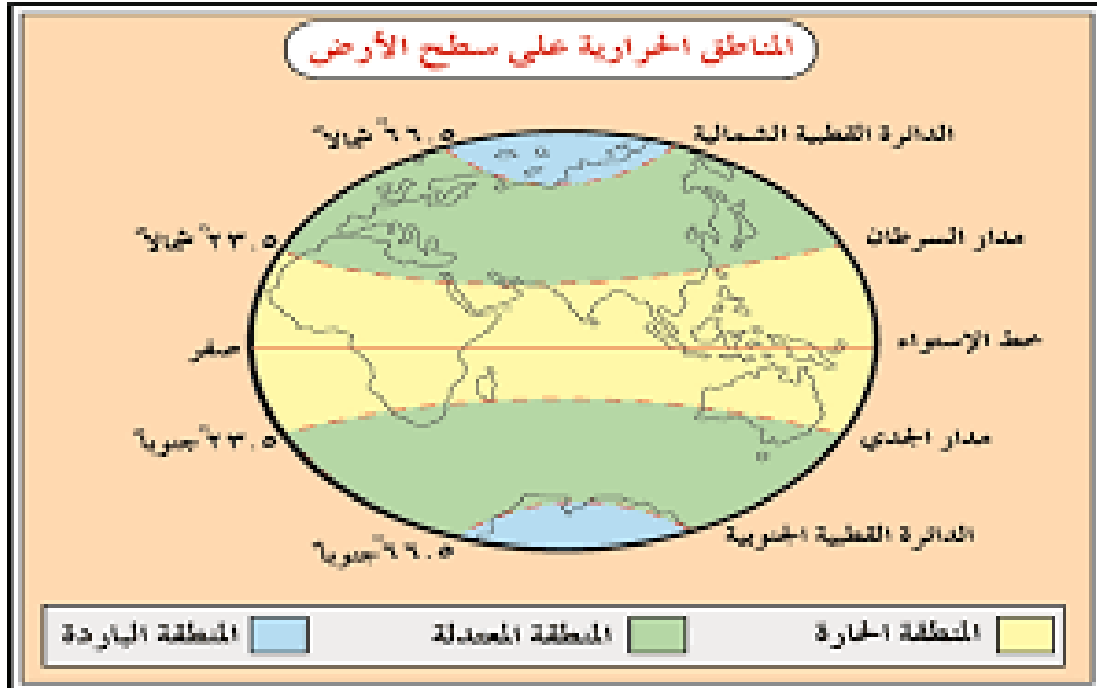 المناطق الحرارية على سطح الأرض
الدائرة القطبية الشمالية
٦٦.٥° شمالاً
مدار السرطان
٢٣.٥° شمالاً
خط الإستواء
صفر
مدار الجدي
٢٣.٥° جنوباً
الدائرة القطبية الجنوبية
٦٦.٥° جنوباً
المنطقة الحارة
المنطقة المعتدلة
المنطقة الباردة